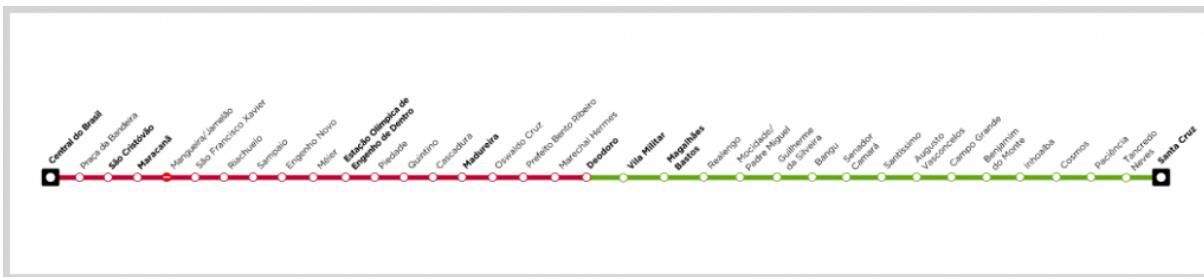 Central do Brasil
Praça da Bandeira
São Cristóvão
Maracanã
Mangueira/Jamelão
São Francisco Xavier
Riachuelo
Sampaio
Engenho Novo
Méier
Estação Olímpica de
Engenho de Dentro
Piedade
Quintino
Cascadura
Madureira
Oswaldo Cruz
Prefeito Bento Ribeiro
Marechal Hermes
Deodoro
Vila Militar
Magalhães
Bastos
Realengo
Mocidade/
Padre Miguel
Guilherme
da Silveira
Bangu
Senador
Camará
Santíssimo
Augusto
Vasconcelos
Campo Grande
Benjamim
do Monte
Inhoaíba
Cosmos
Paciência
Tancredo
Neves
Santa Cruz